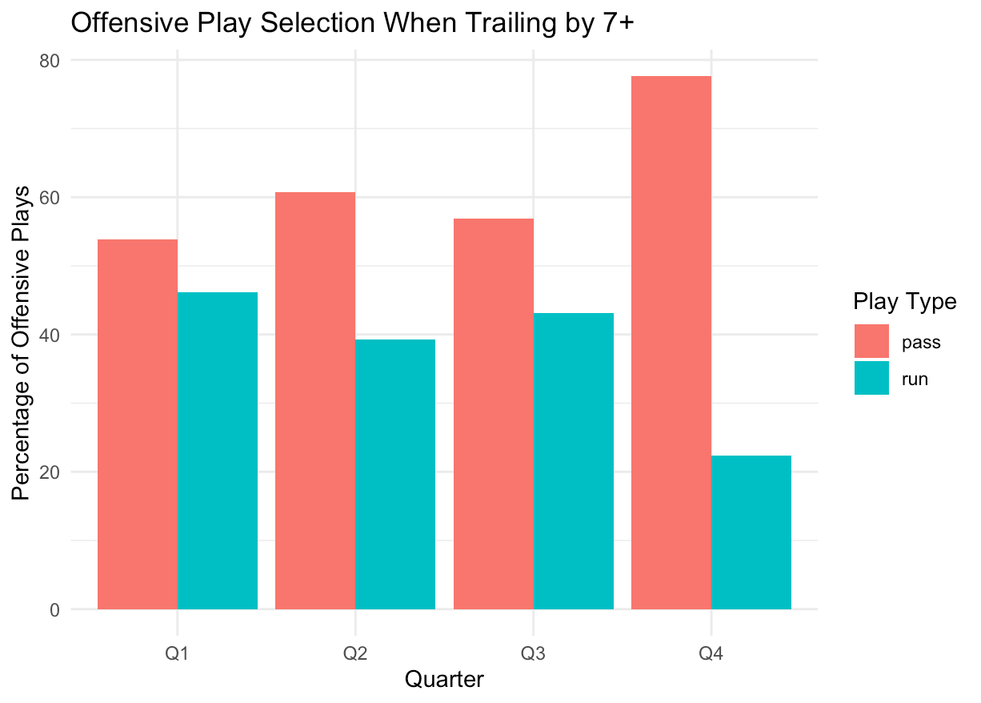 Offensive Play Selection When Trailing by 7+
Percentage of Offensive Plays
80
60
40
20
0
Q1 Q2 Q3 Q4
Quarter
Play Type
pass
run